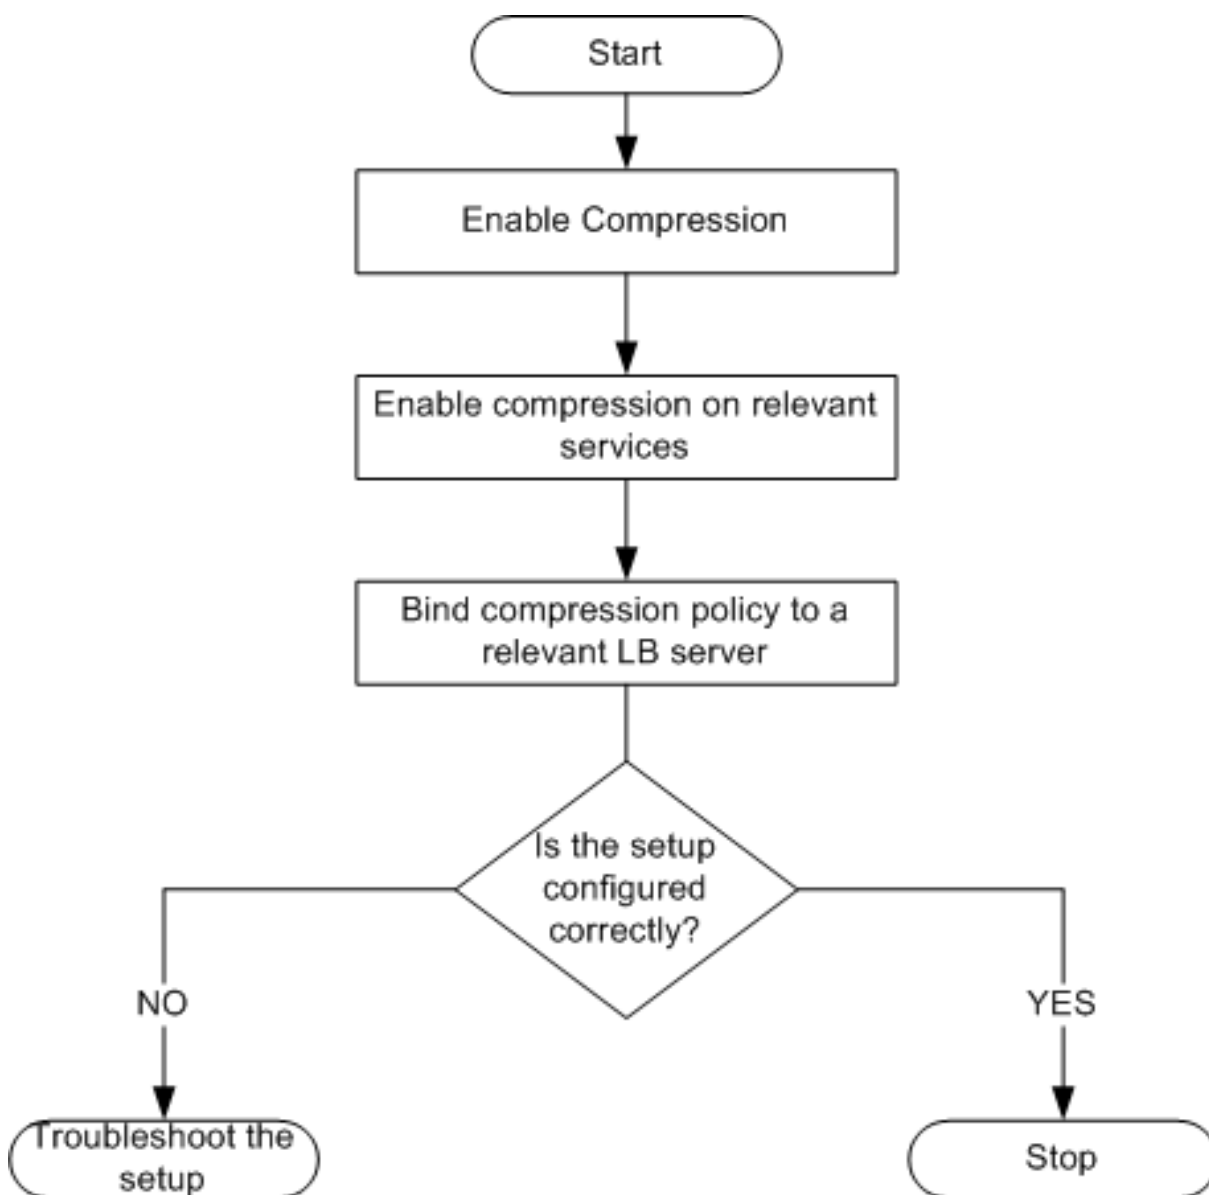 Start
Enable Compression
Enable compression on relevant
services
Bind compression policy to a
relevant LB server
Is the setup
configured
correctly?
NO
YES
Troubleshoot the
setup
Stop